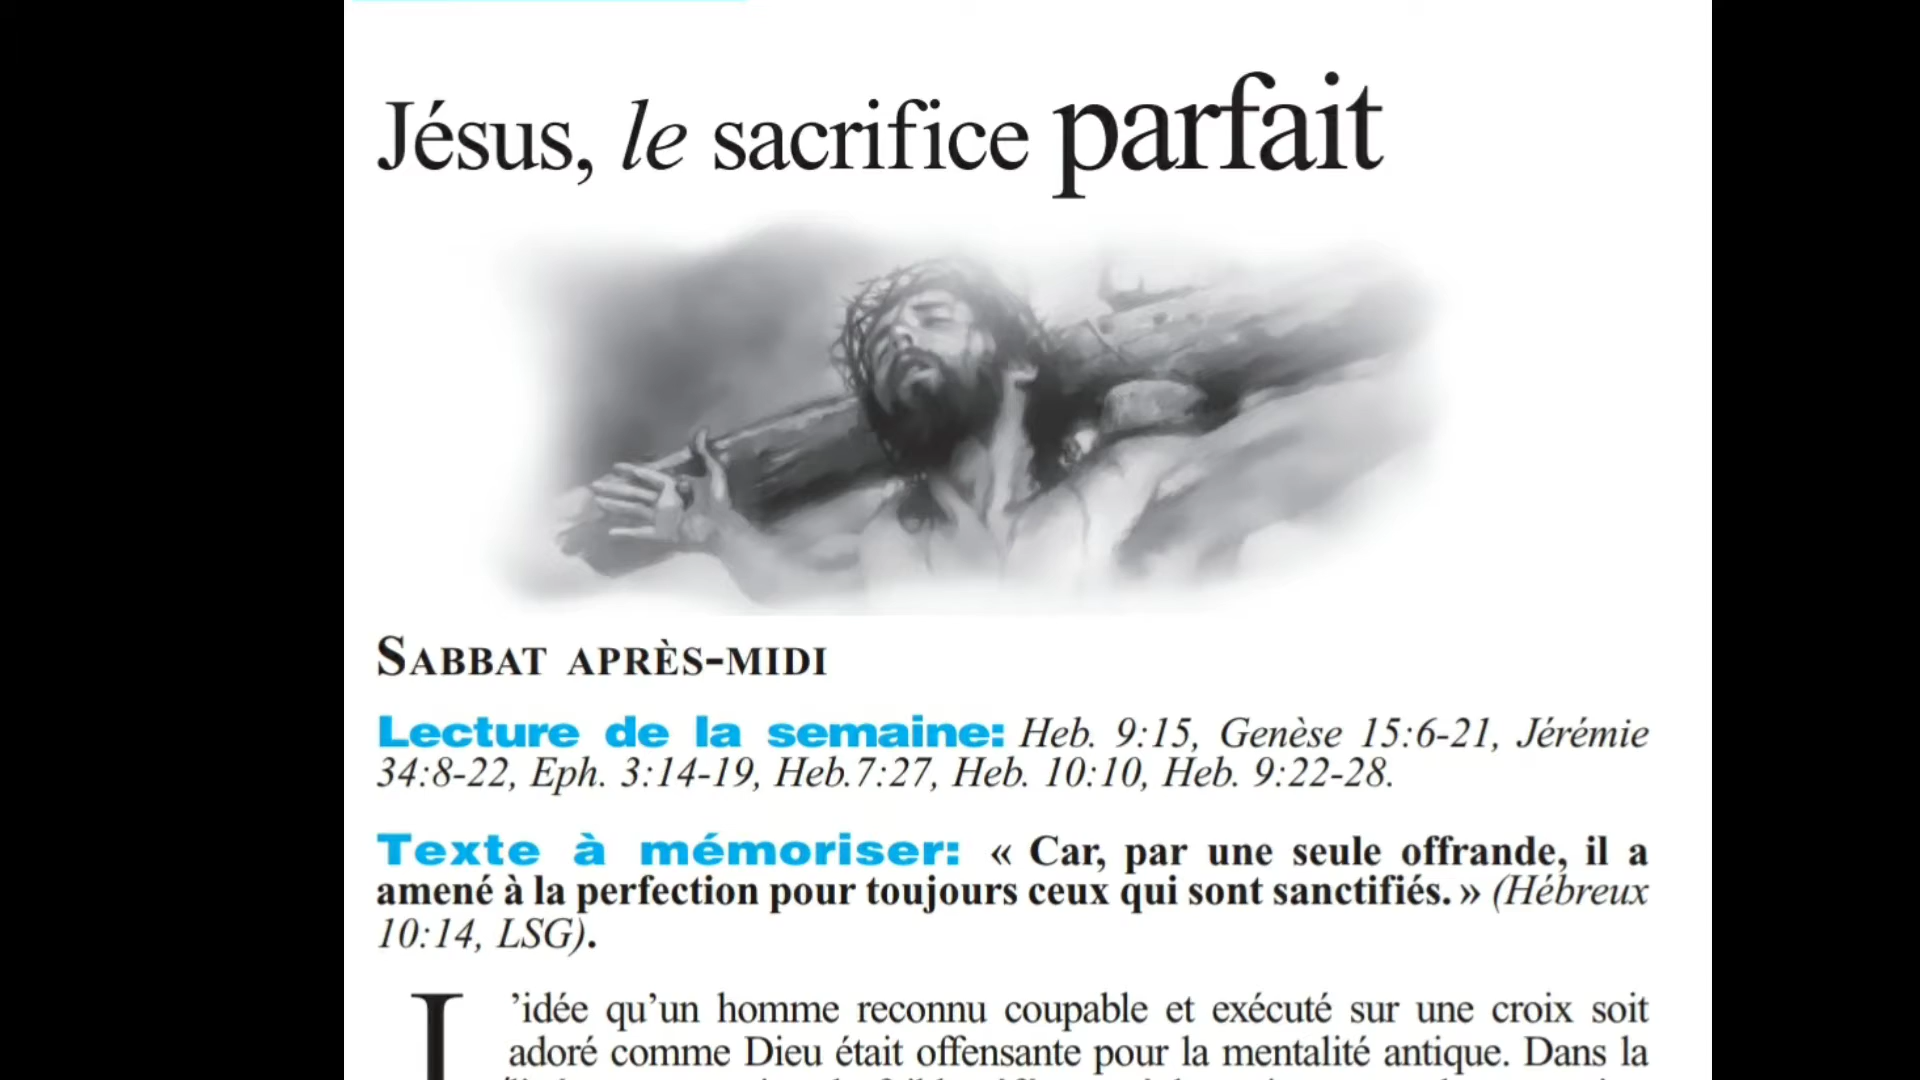 Jésus, le sacrifice parfait
SABBAT APRÈS-MIDI
Lecture de la semaine: Heb. 9:15, Genèse 15:6-21, Jérémie
34:8-22, Eph. 3:14-19, Heb.7:27, Heb. 10:10, Heb. 9:22-28.
Texte à mémoriser: « Car, par une seule offrande, il a
amené à la perfection pour toujours ceux qui sont sanctifiés. » (Hébreux
10:14, LSG).
L’idée qu’un homme reconnu coupable et exécuté sur une croix soit
adoré comme Dieu était offensante pour la mentalité antique. Dans la